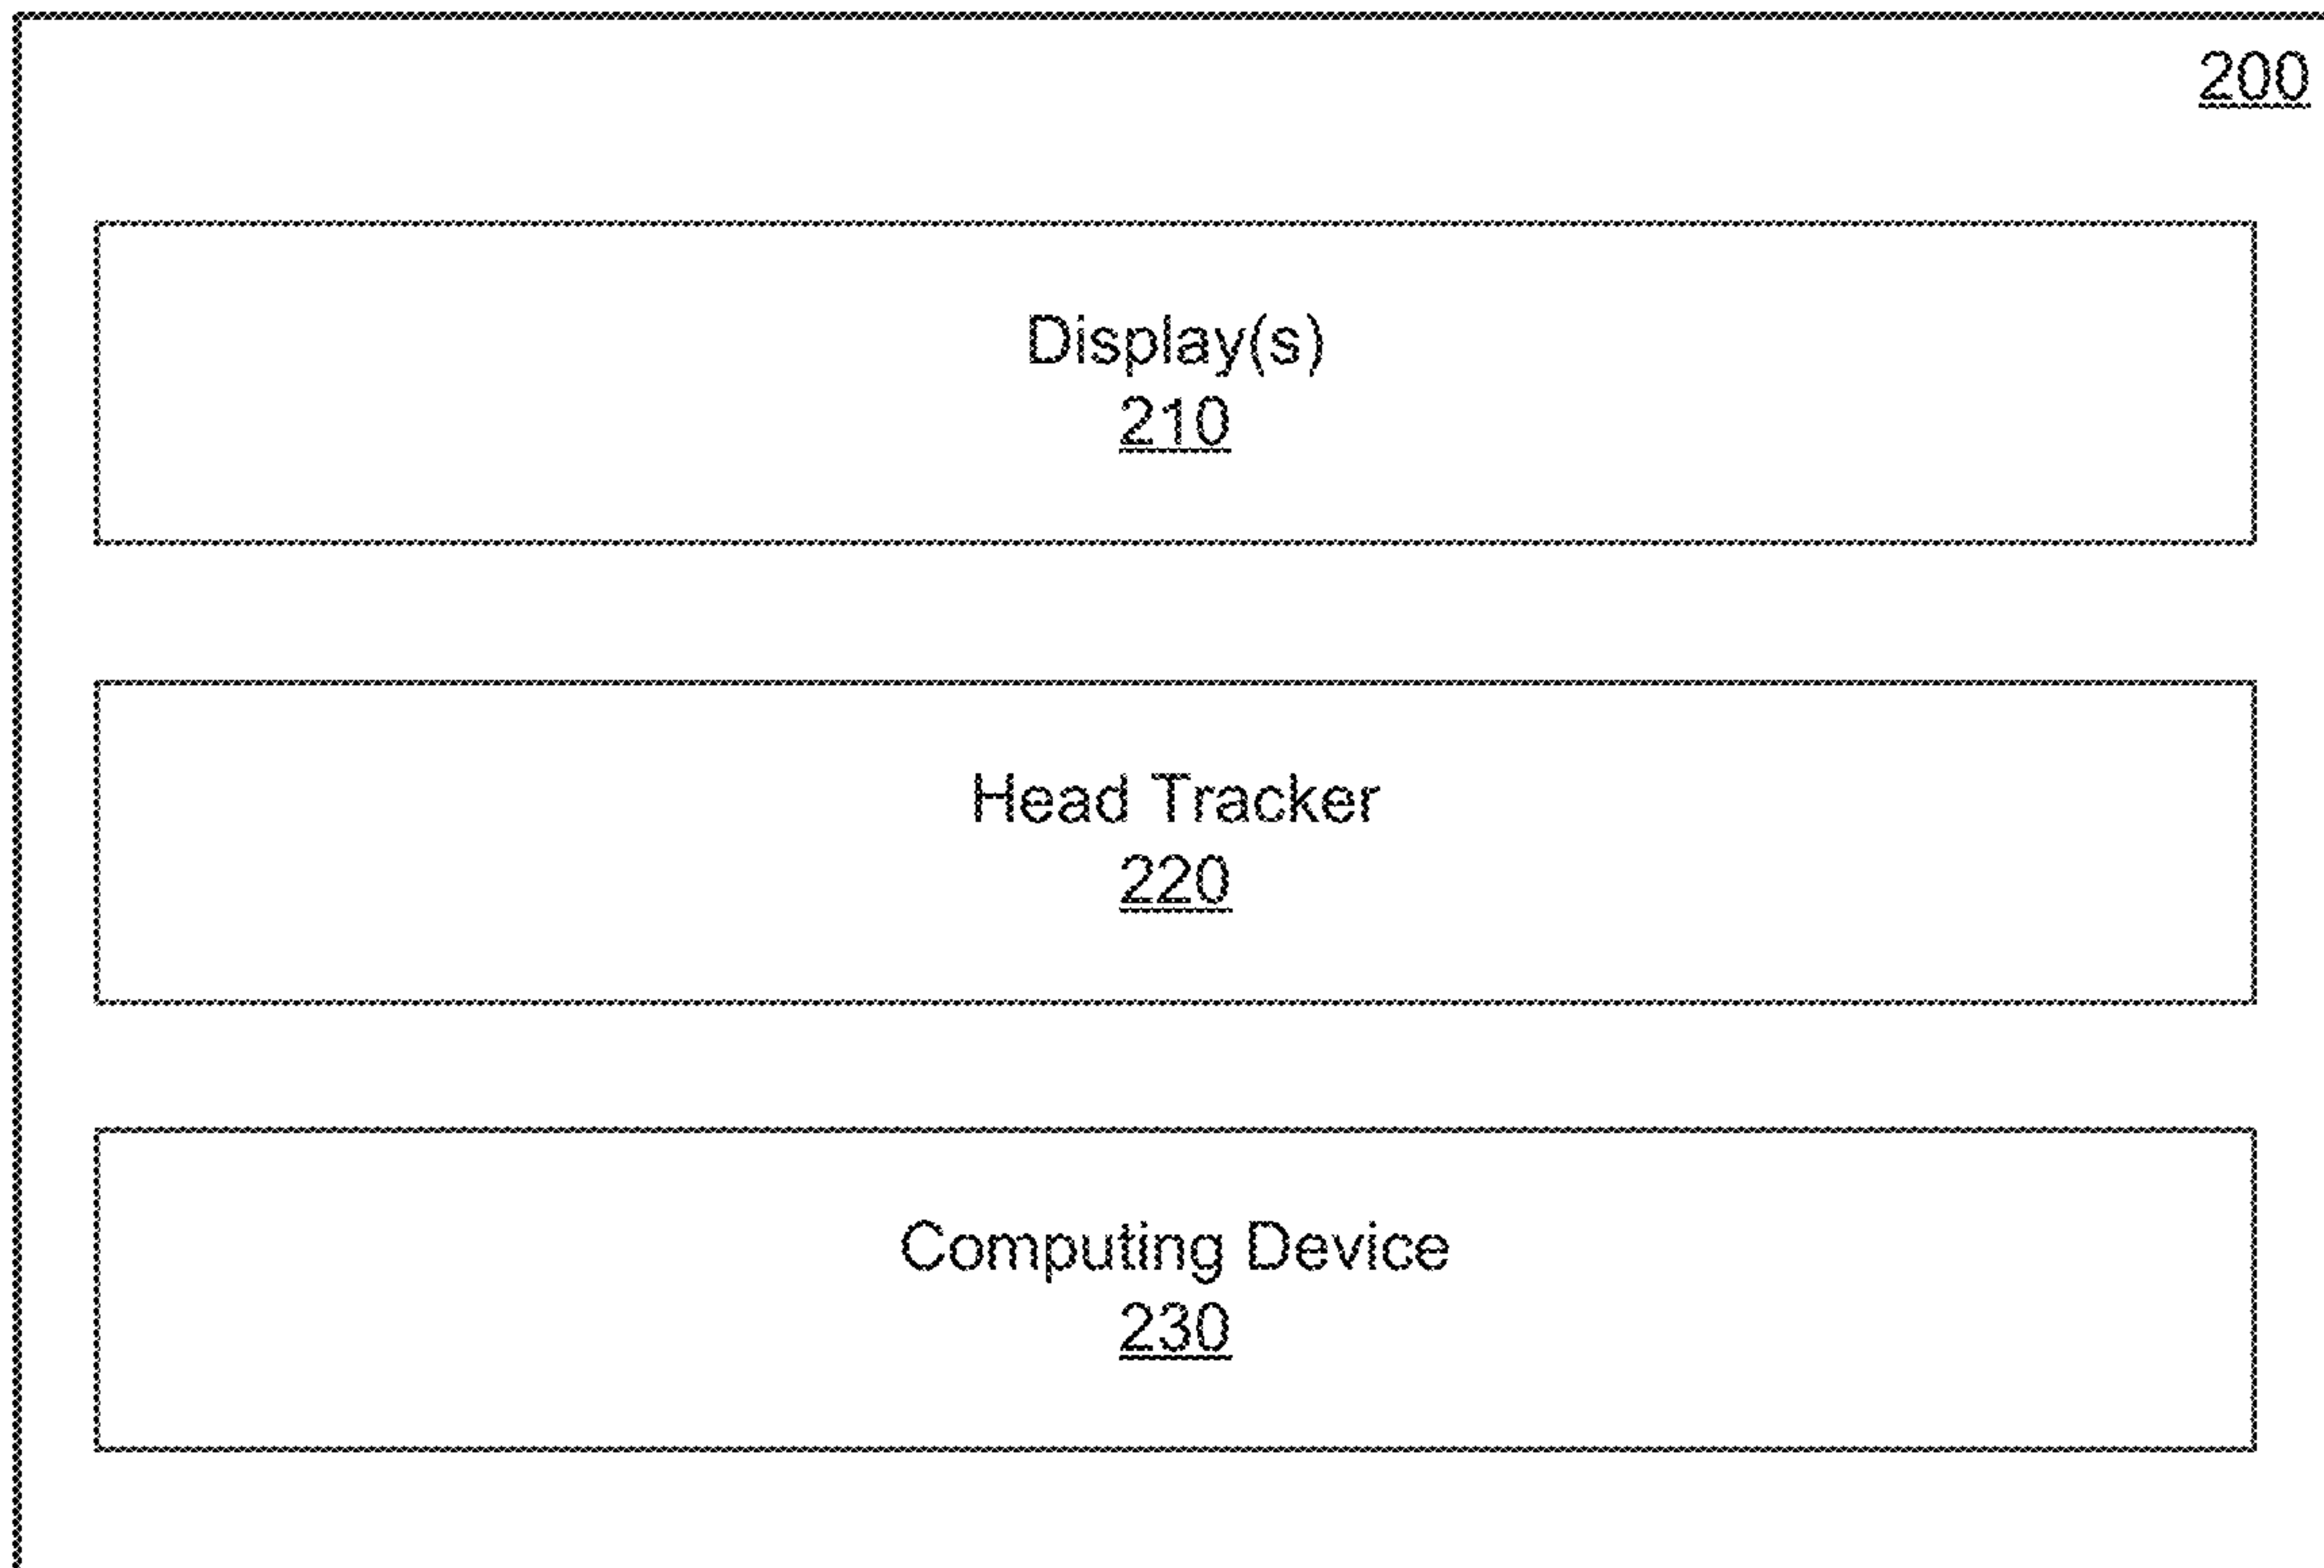 200
Display(s)
210
Head Tracker
220
Computing Device
230